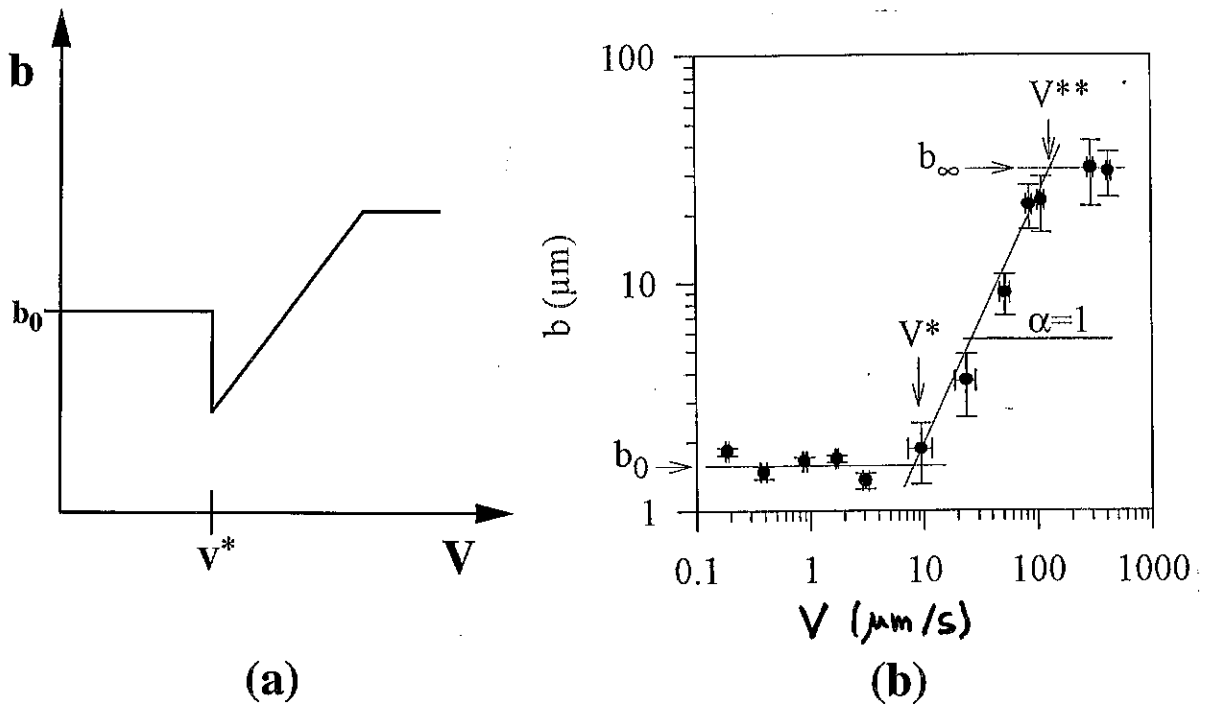 b
b₀
v*
V
(a)
100
10
1
b (μm)
V**
b∞
α=1
V*
b₀
0.1 1 10 100 1000
V (μm/s)
(b)